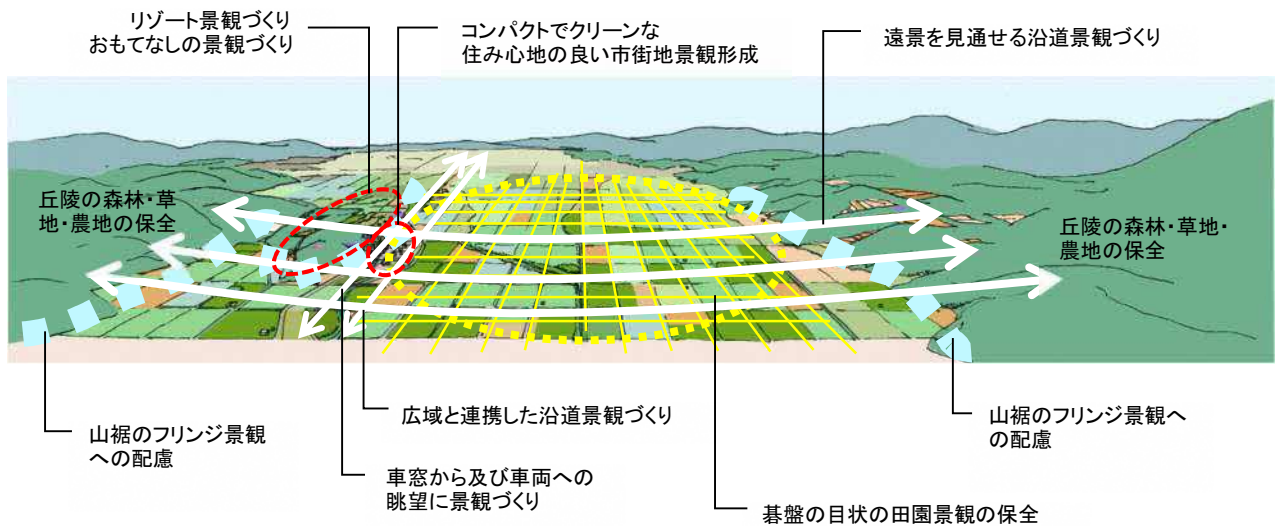 リゾート景観づくり
おもてなしの景観づくり
コンパクトでクリーンな
住み心地の良い市街地景観形成
遠景を見通せる沿道景観づくり
丘陵の森林・草
地・農地の保全
丘陵の森林・草地・
農地の保全
山裾のフリンジ景観
への配慮
広域と連携した沿道景観づくり
車窓から及び車両への
眺望に景観づくり
山裾のフリンジ景観へ
の配慮
碁盤の目状の田園景観の保全